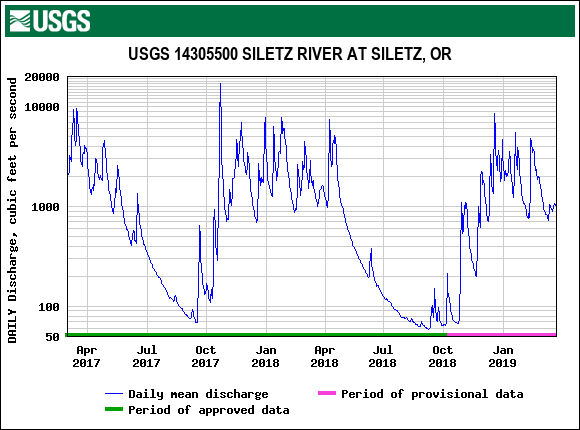 USGS
USGS 14305500 SILETZ RIVER AT SILETZ, OR
DAILY Discharge, cubic feet per second
20000
10000
1000
100
50
Apr 2017
Jul 2017
Oct 2017
Jan 2018
Apr 2018
Jul 2018
Oct 2018
Jan 2019
Daily mean discharge
Period of provisional data
Period of approved data